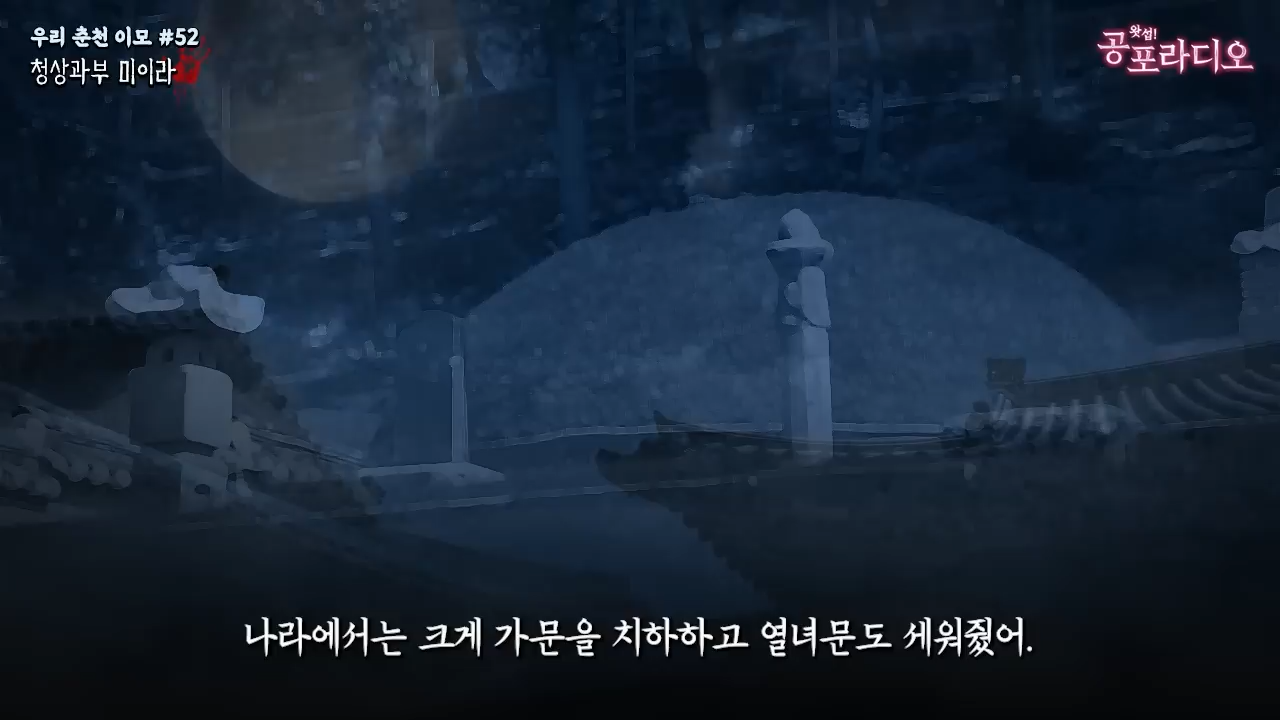 우리 춘천 이모 #52
청상과부 미이라
왓섭!
공포라디오
나라에서는 크게 가문을 치하하고 열녀문도 세워줬어.